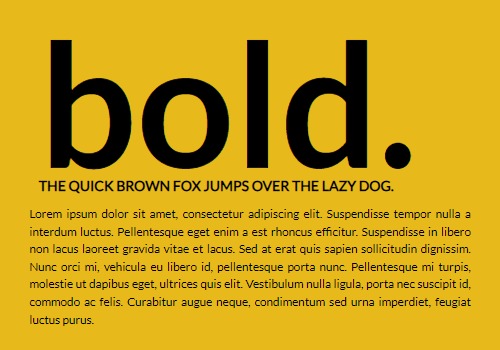 bold.
THE QUICK BROWN FOX JUMPS OVER THE LAZY DOG.
Lorem ipsum dolor sit amet, consectetur adipiscing elit. Suspendisse tempor nulla a
interdum luctus. Pellentesque eget enim a est rhoncus efficitur. Suspendisse in libero
non lacus laoreet gravida vitae et lacus. Sed at erat quis sapien sollicitudin dignissim.
Nunc orci mi, vehicula eu libero id, pellentesque porta nunc. Pellentesque mi turpis,
molestie ut dapibus eget, ultrices quis elit. Vestibulum nulla ligula, porta nec suscipit id,
commodo ac felis. Curabitur augue neque, condimentum sed urna imperdiet, feugiat
luctus purus.